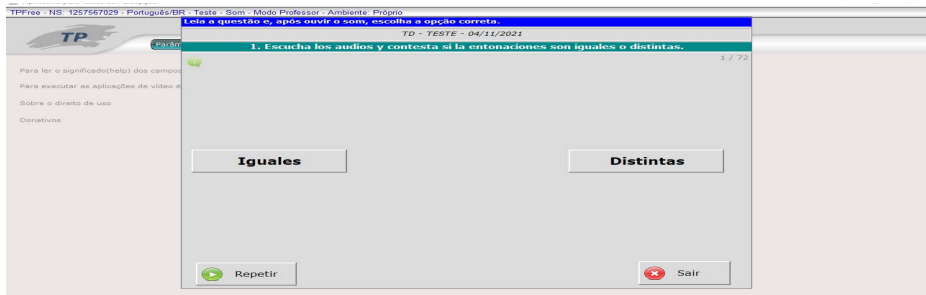 TPFree - NS: 1257567029 - Português/BR - Teste - Som - Modo Professor - Ambiente: Próprio
Leia a questão e, após ouvir o som, escolha a opção correta.
TD - TESTE - 04/11/2021
TP
Parâm
1. Escucha los audios y contesta si la entonaciones son iguales o distintas.
1 / 72
Para ler o significado(help) dos campos
Para executar as aplicações de vídeo e
Sobre o direito de uso
Donativos
Iguales
Distintas
Repetir
Sair